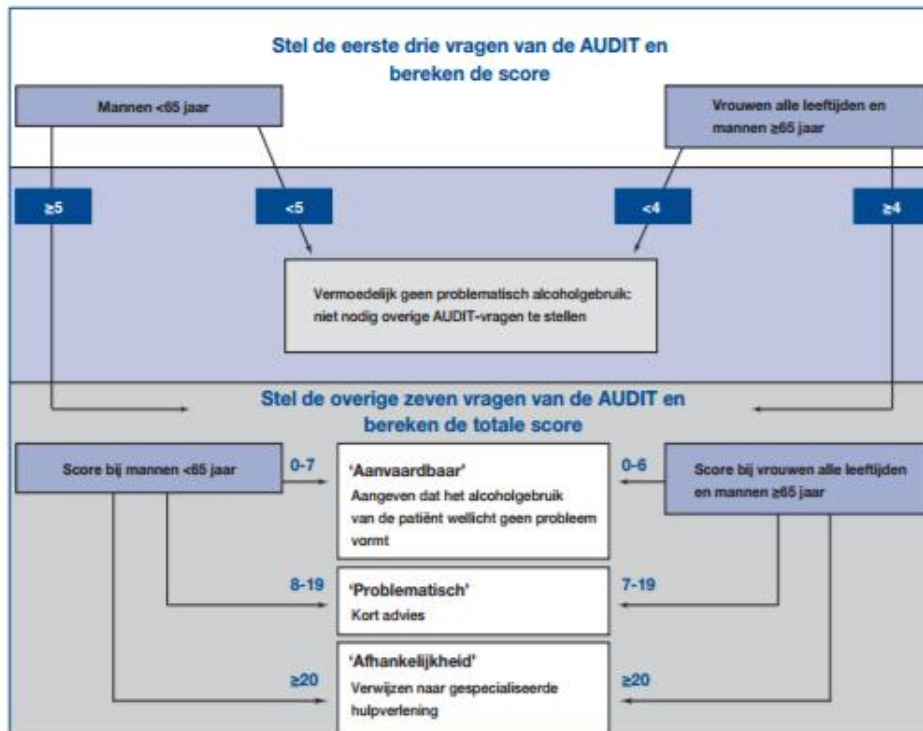 Stel de eerste drie vragen van de AUDIT en
bereken de score
Mannen <65 jaar
Vrouwen alle leeftijden en
mannen ≥65 jaar
≥5
<5
<4
≥4
Vermoedelijk geen problematisch alcoholgebruik:
niet nodig overige AUDIT-vragen te stellen
Stel de overige zeven vragen van de AUDIT en
bereken de totale score
Score bij mannen <65 jaar
0-7
'Aanvaardbaar'
Aangeven dat het alcoholgebruik
van de patiënt wellicht geen probleem
vormt
0-6
Score bij vrouwen alle leeftijden
en mannen ≥65 jaar
8-19
'Problematisch'
Kort advies
7-19
≥20
'Afhankelijkheid'
Verwijzen naar gespecialiseerde
hulpverlening
≥20